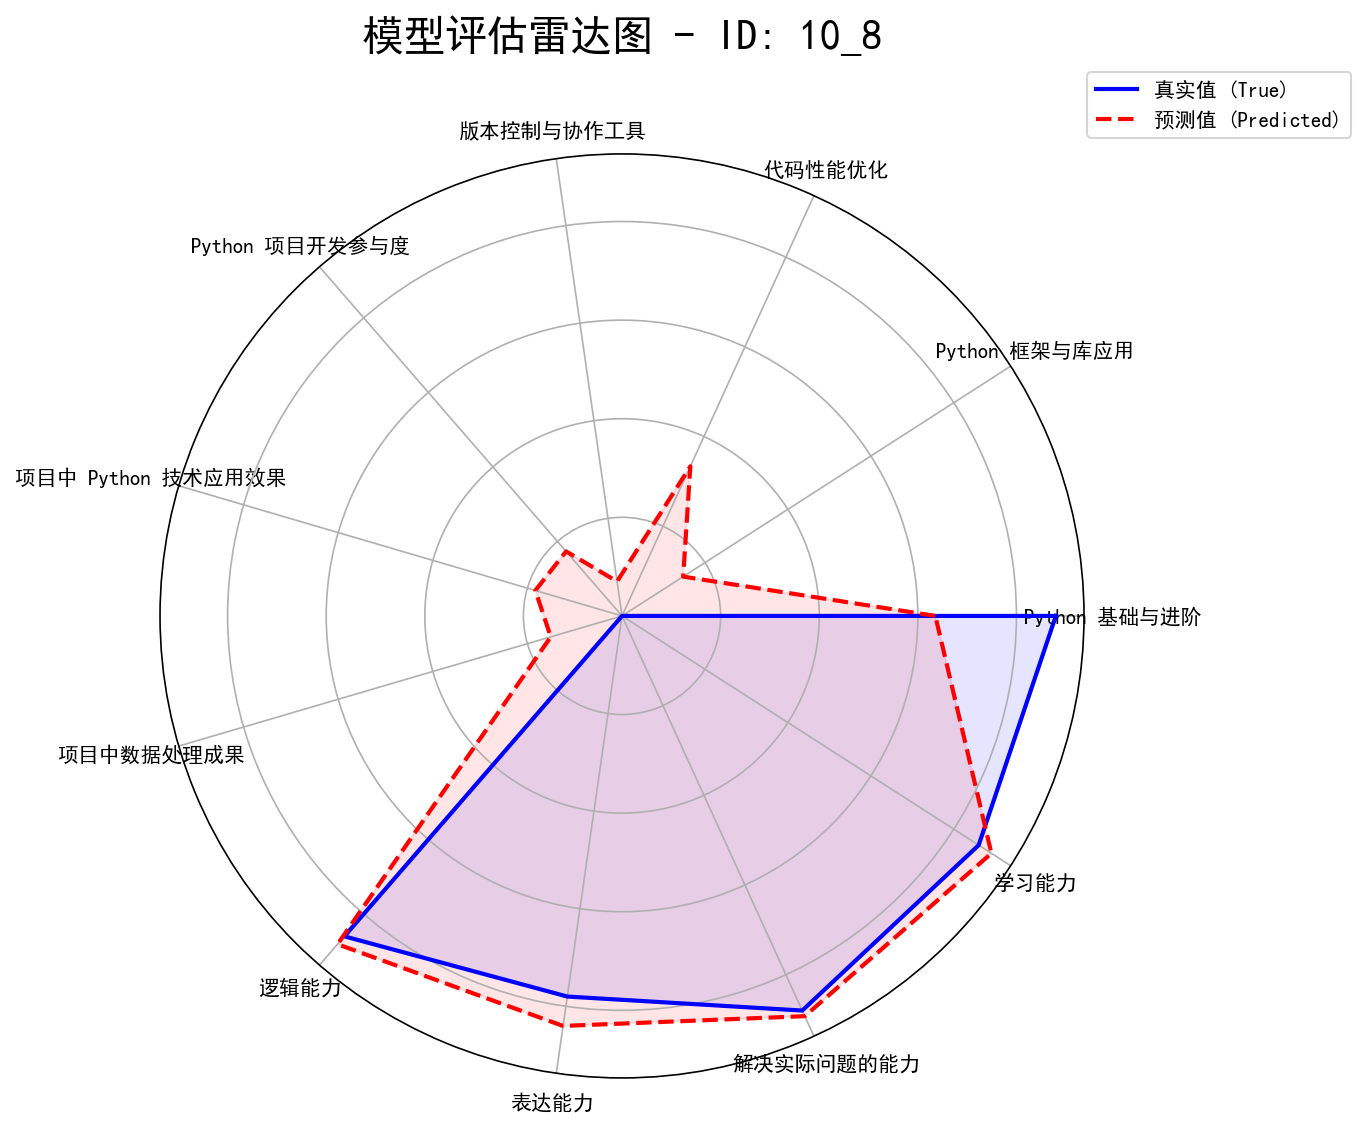 模型评估雷达图 - ID: 10_8
真实值 (True)
预测值 (Predicted)
版本控制与协作工具
代码性能优化
Python 项目开发参与度
Python 框架与库应用
项目中 Python 技术应用效果
Python 基础与进阶
项目中数据处理成果
学习能力
逻辑能力
解决实际问题的能力
表达能力